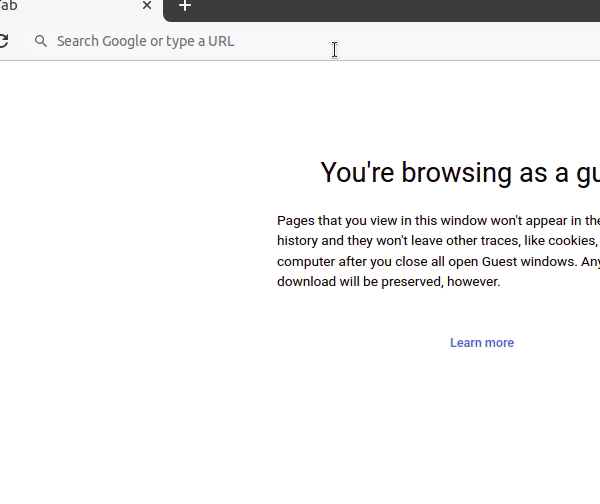 Search Google or type a URL
You're browsing as a
Pages that you view in this window won't appear in the
history and they won't leave other traces, like cookies,
computer after you close all open Guest windows. Any
download will be preserved, however.
Learn more